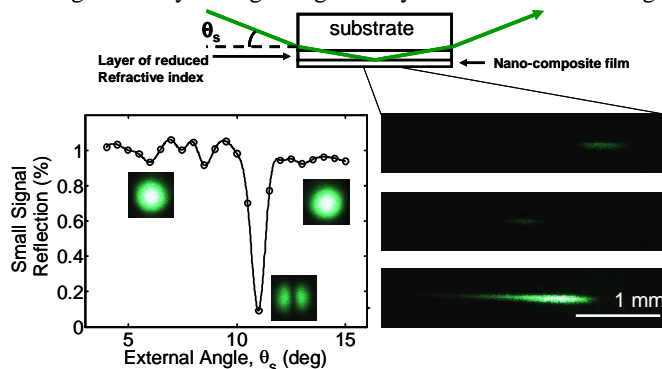 substrate
θs
Layer of reduced
Refractive index
Nano-composite film
Small Signal
Reflection (%)
1
0.8
0.6
0.4
0.2
0
5
10
15
External Angle, θs (deg)
1 mm